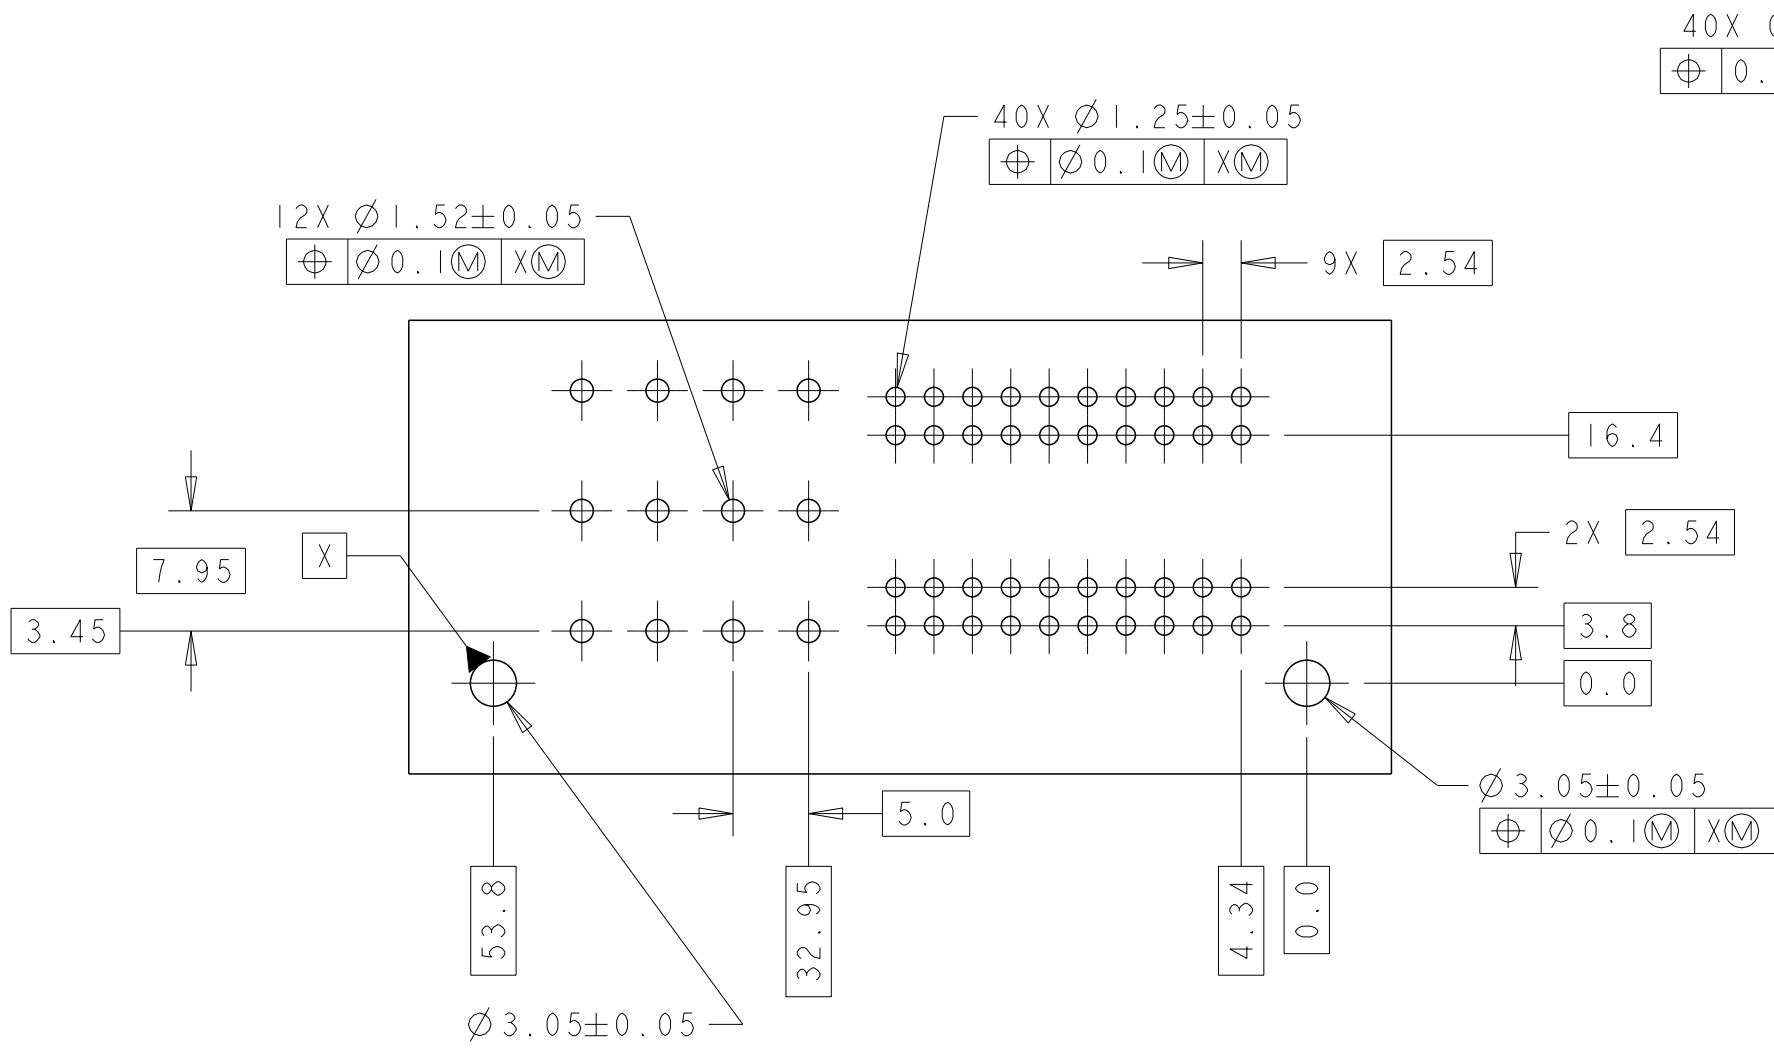 40X 0
⌖ 0.
40X Ø1.25±0.05
⌖ Ø0.1Ⓜ XⓂ
12X Ø1.52±0.05
⌖ Ø0.1Ⓜ XⓂ
9X 2.54
16.4
2X 2.54
X
7.95
3.45
3.8
0.0
Ø3.05±0.05
⌖ Ø0.1Ⓜ XⓂ
5.0
53.8
32.95
4.34
0.0
Ø3.05±0.05